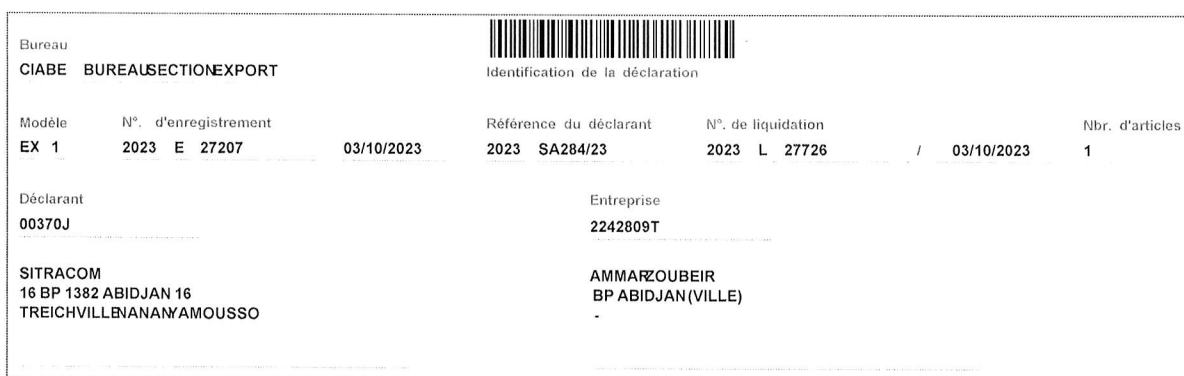 Bureau
CIABE BUREAUSECTIONEXPORT
Identification de la déclaration
Modèle N°. d'enregistrement Référence du déclarant N°. de liquidation Nbr. d'articles
EX 1 2023 E 27207 03/10/2023 2023 SA284/23 2023 L 27726 / 03/10/2023 1
Déclarant Entreprise
00370J 2242809T
SITRACOM AMMARZOUBEIR
16 BP 1382 ABIDJAN 16 BP ABIDJAN (VILLE)
TREICHVILLENANANYAMOUSSO -